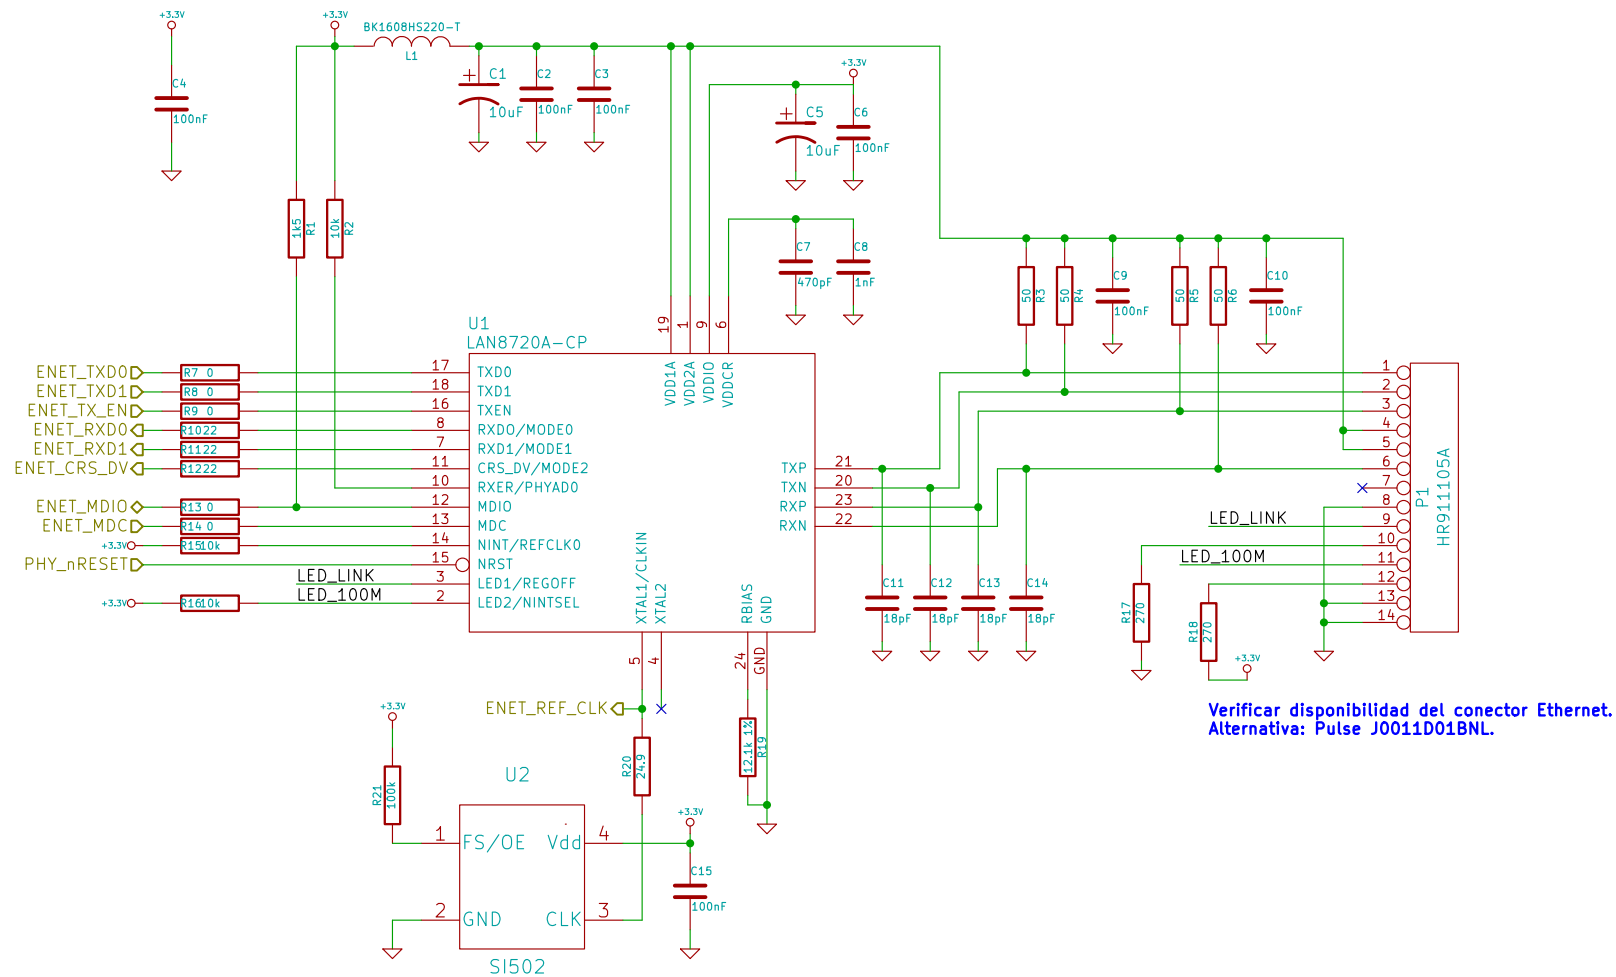 +3.3V
C4
100nF
+3.3V
BK1608HS220-T
L1
C1
10uF
C2
100nF
C3
100nF
+3.3V
C5
10uF
C6
100nF
1k5
R1
10k
R2
C7
470pF
C8
1nF
50
R3
50
R4
C9
100nF
50
R5
50
R6
C10
100nF
U1
LAN8720A-CP
19
1
9
6
VDD1A
VDD2A
VDDIO
VDDCR
ENET_TXD0 R7 0 17 TXD0
ENET_TXD1 R8 0 18 TXD1
ENET_TX_EN R9 0 16 TXEN
ENET_RXD0 R10 22 8 RXD0/MODE0
ENET_RXD1 R11 22 7 RXD1/MODE1
ENET_CRS_DV R12 22 11 CRS_DV/MODE2
10 RXER/PHYAD0
ENET_MDIO R13 0 12 MDIO
ENET_MDC R14 0 13 MDC
+3.3V R15 10k 14 NINT/REFCLK0
PHY_nRESET 15 NRST
LED_LINK 3 LED1/REGOFF
LED_100M
+3.3V R16 10k 2 LED2/NINTSEL
TXP 21
TXN 20
RXP 23
RXN 22
XTAL1/CLKIN
XTAL2
RBIAS
GND
5
4
24
GND
C11
18pF
C12
18pF
C13
18pF
C14
18pF
1
2
3
4
5
6
7
8
9
10
11
12
13
14
P1
HR911105A
LED_LINK
LED_100M
R17
270
R18
270
+3.3V
Verificar disponibilidad del conector Ethernet.
Alternativa: Pulse J0011D01BNL.
ENET_REF_CLK
R20
24.9
12.1k 1%
R19
+3.3V
R21
100k
U2
1 FS/OE
Vdd 4
2 GND
CLK 3
SI502
+3.3V
C15
100nF